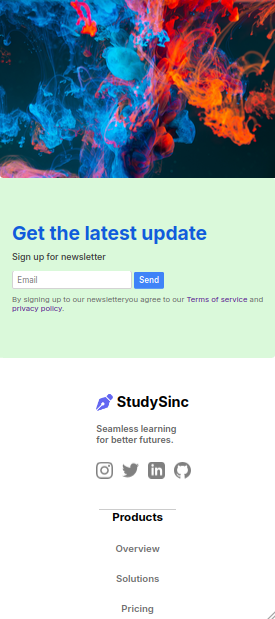 Get the latest update
Sign up for newsletter
Email
Send
By signing up to our newsletteryou agree to our Terms of service and
privacy policy.
StudySinc
Seamless learning
for better futures.
Products
Overview
Solutions
Pricing